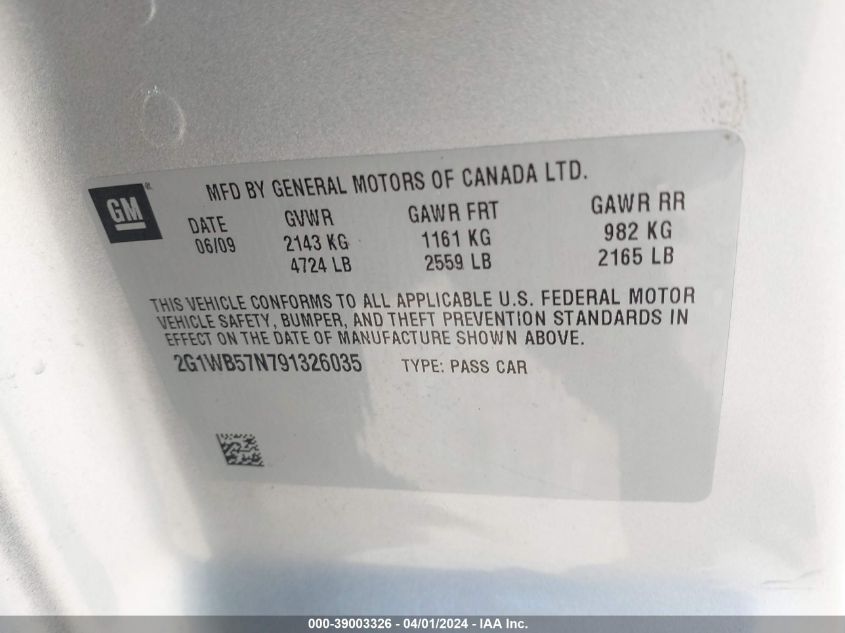 GM
MFD BY GENERAL MOTORS OF CANADA LTD.
DATE GVWR GAWR FRT GAWR RR
06/09 2143 KG 1161 KG 982 KG
4724 LB 2559 LB 2165 LB
THIS VEHICLE CONFORMS TO ALL APPLICABLE U.S. FEDERAL MOTOR
VEHICLE SAFETY, BUMPER, AND THEFT PREVENTION STANDARDS IN
EFFECT ON THE DATE OF MANUFACTURE SHOWN ABOVE.
2G1WB57N791326035 TYPE: PASS CAR
000-39003326 - 04/01/2024 - IAA Inc.